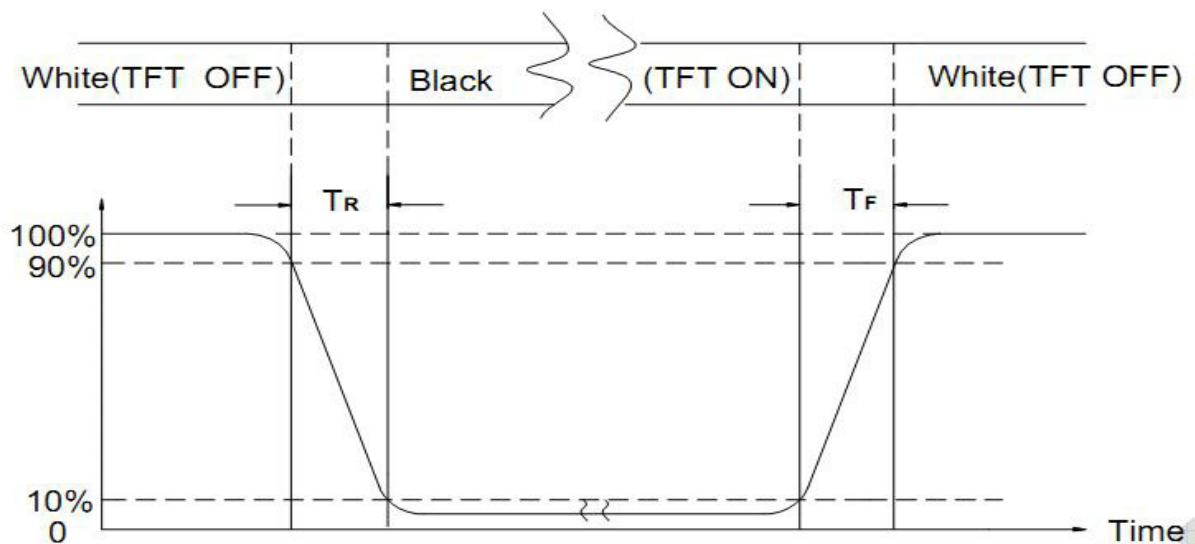 White(TFT OFF) Black (TFT ON) White(TFT OFF)
TR TF
100%
90%
10%
0
Time